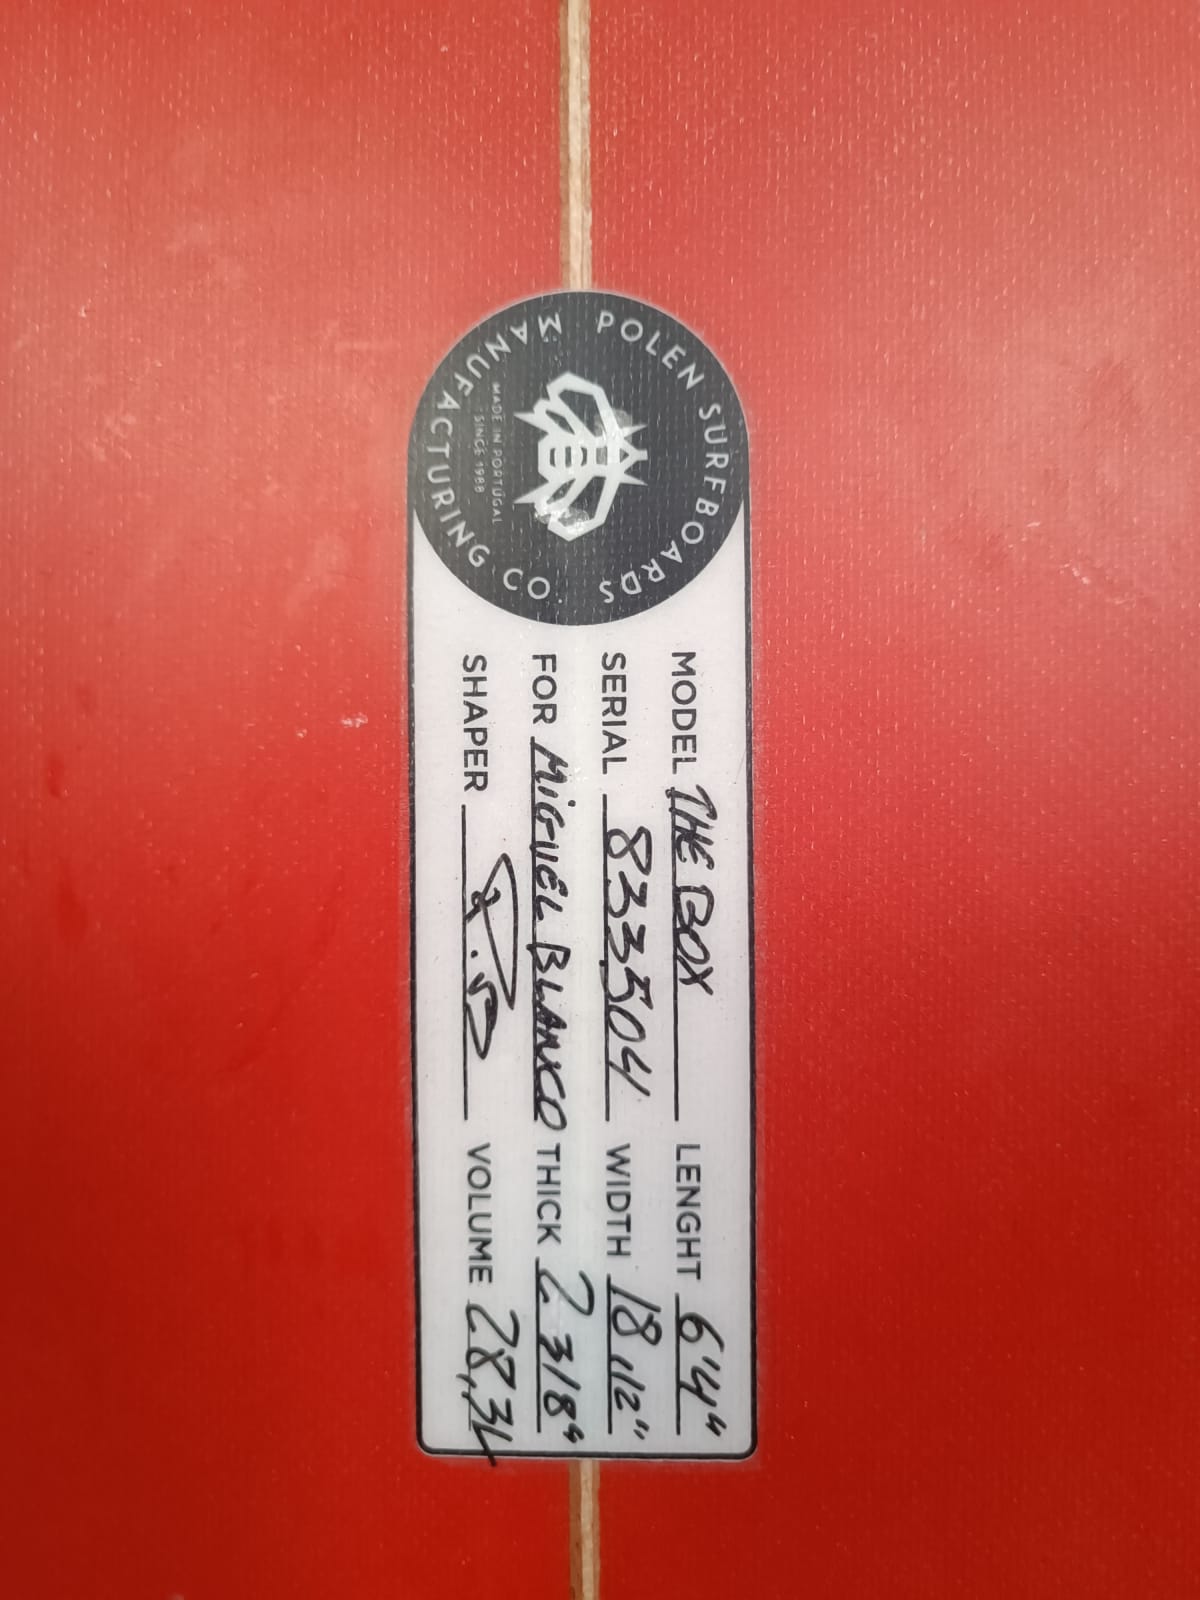 POLEN SURFBOARDS
MANUFACTURING CO.
MADE IN PORTUGAL
SINCE 1988
MODEL THE BOX LENGHT 6'4"
SERIAL 833504 WIDTH 18 1/2"
FOR MIGUEL BLANCO THICK 2 3/8"
SHAPER VOLUME 28,3L